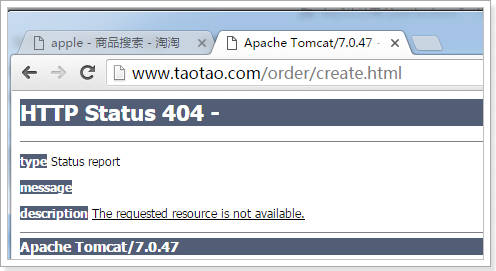 apple - 商品搜索 - 淘淘
Apache Tomcat/7.0.47 -
www.taotao.com/order/create.html
HTTP Status 404 -
type Status report
message
description The requested resource is not available.
Apache Tomcat/7.0.47